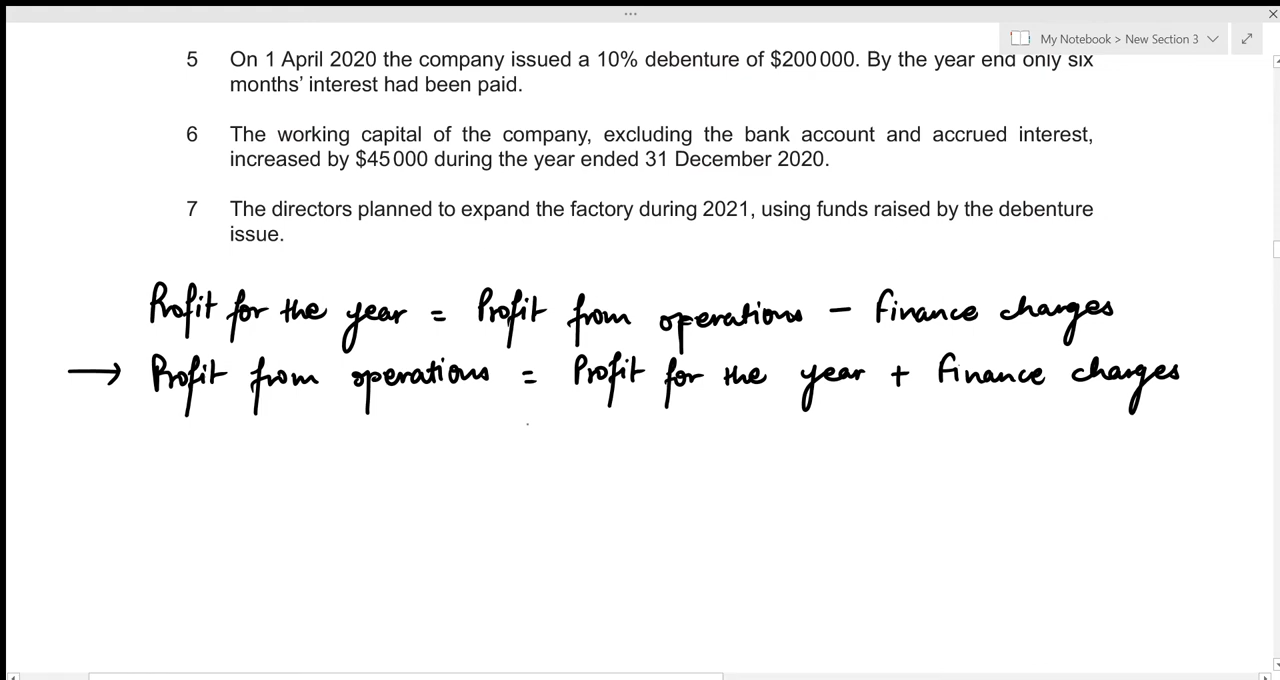 My Notebook > New Section 3
5 On 1 April 2020 the company issued a 10% debenture of $200000. By the year end only six
months’ interest had been paid.
6 The working capital of the company, excluding the bank account and accrued interest,
increased by $45000 during the year ended 31 December 2020.
7 The directors planned to expand the factory during 2021, using funds raised by the debenture
issue.
Profit for the year = Profit from operations - finance charges
→ Profit from operations = Profit for the year + finance charges